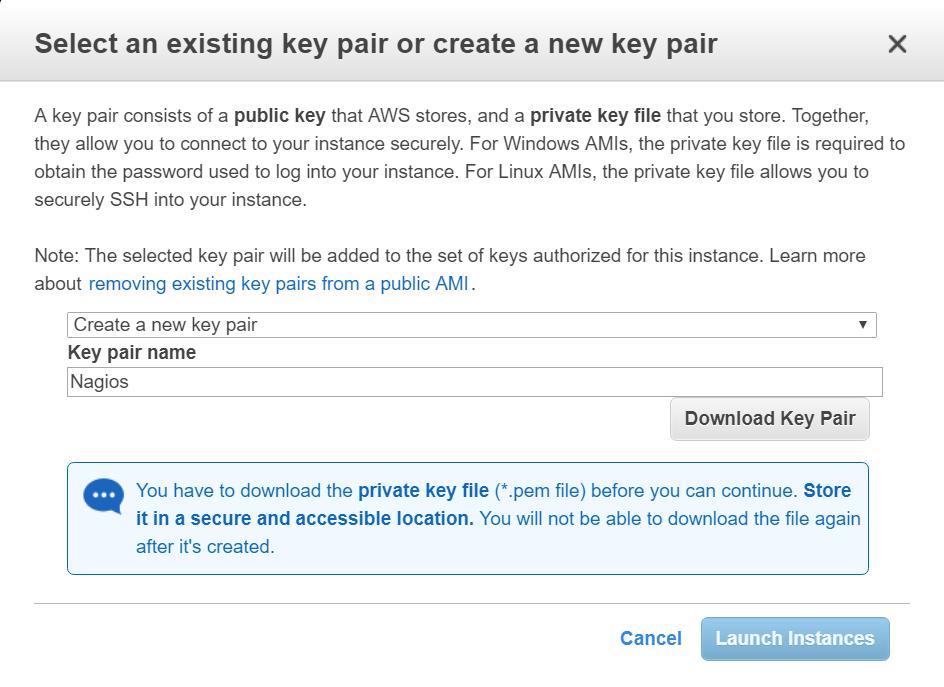 Select an existing key pair or create a new key pair
A key pair consists of a public key that AWS stores, and a private key file that you store. Together,
they allow you to connect to your instance securely. For Windows AMIs, the private key file is required to
obtain the password used to log into your instance. For Linux AMIs, the private key file allows you to
securely SSH into your instance.
Note: The selected key pair will be added to the set of keys authorized for this instance. Learn more
about removing existing key pairs from a public AMI.
Create a new key pair
Key pair name
Nagios
Download Key Pair
You have to download the private key file (*.pem file) before you can continue. Store
it in a secure and accessible location. You will not be able to download the file again
after it's created.
Cancel
Launch Instances